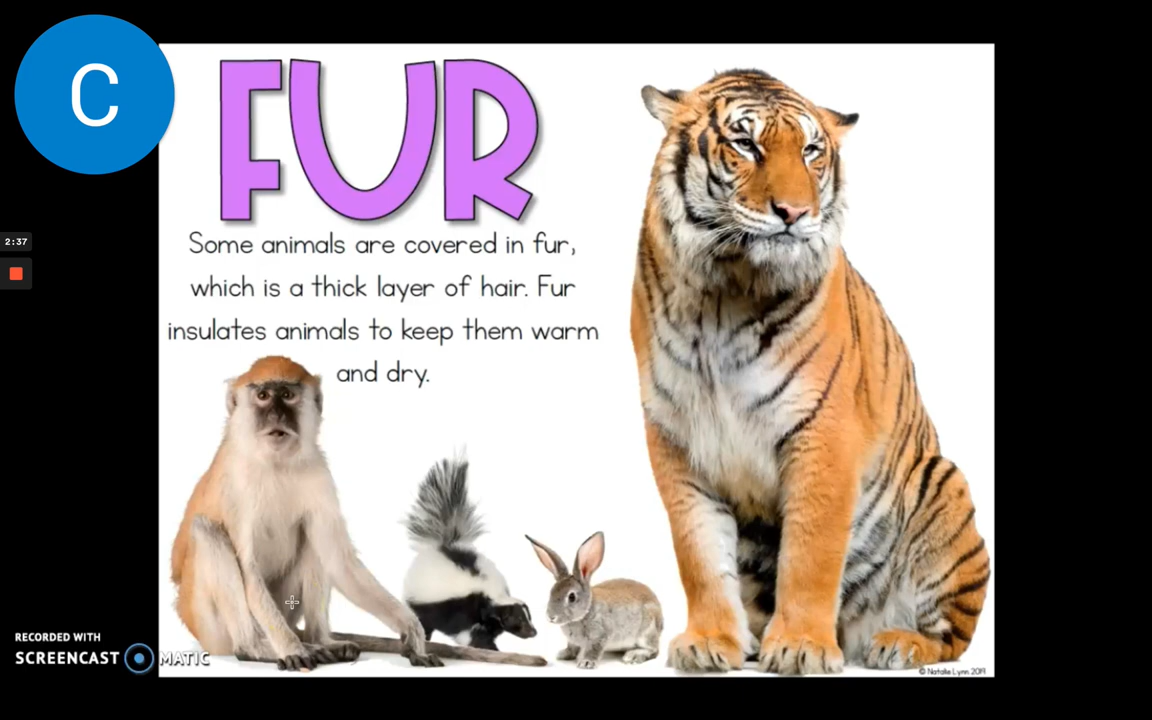 C
FUR
Some animals are covered in fur,
which is a thick layer of hair. Fur
insulates animals to keep them warm
and dry.
2:37
RECORDED WITH
SCREENCAST MATIC
© Natalie Lynn 2019